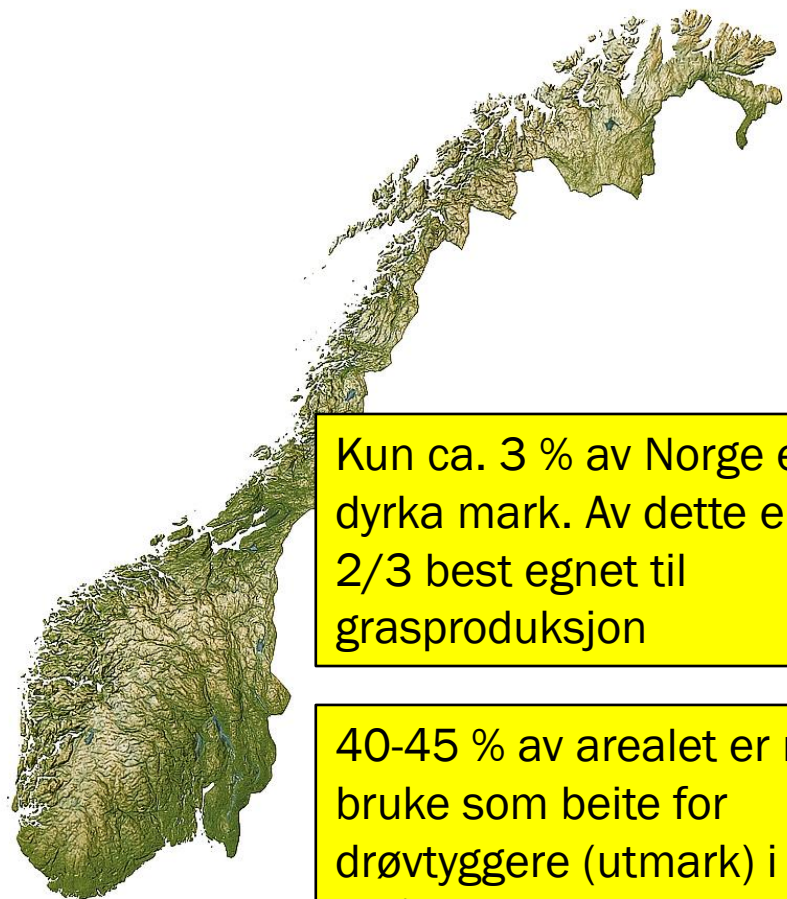 Kun ca. 3 % av Norge e
dyrka mark. Av dette e
2/3 best egnet til
grasproduksjon
40-45 % av arealet er
bruke som beite for
drøvtyggere (utmark) i